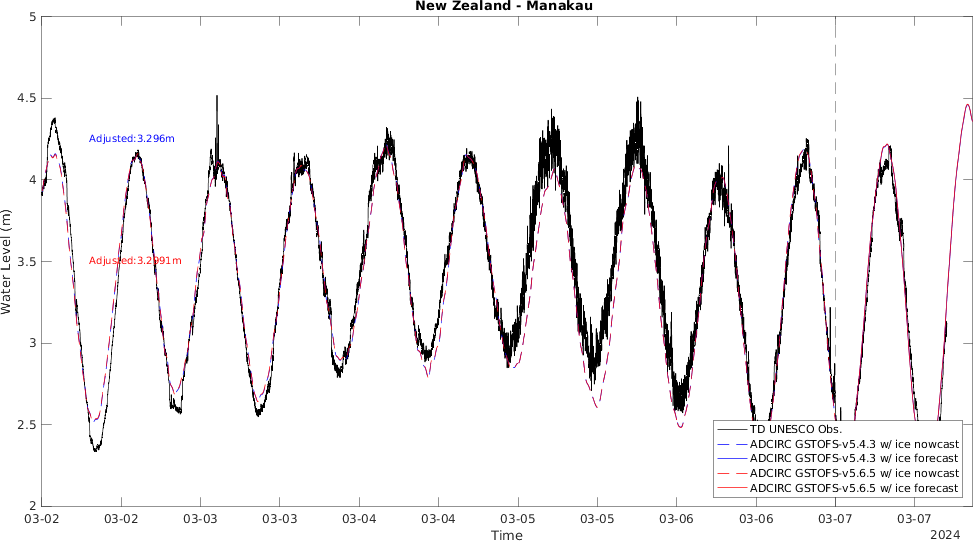 New Zealand - Manakau
5
4.5
4
3.5
3
2.5
2
Water Level (m)
Adjusted:3.296m
Adjusted:3.2991m
TD UNESCO Obs.
ADCIRC GSTOFS-v5.4.3 w/ ice nowcast
ADCIRC GSTOFS-v5.4.3 w/ ice forecast
ADCIRC GSTOFS-v5.6.5 w/ ice nowcast
ADCIRC GSTOFS-v5.6.5 w/ ice forecast
03-02 03-02 03-03 03-03 03-04 03-04 03-05 03-05 03-06 03-06 03-07 03-07
Time
2024